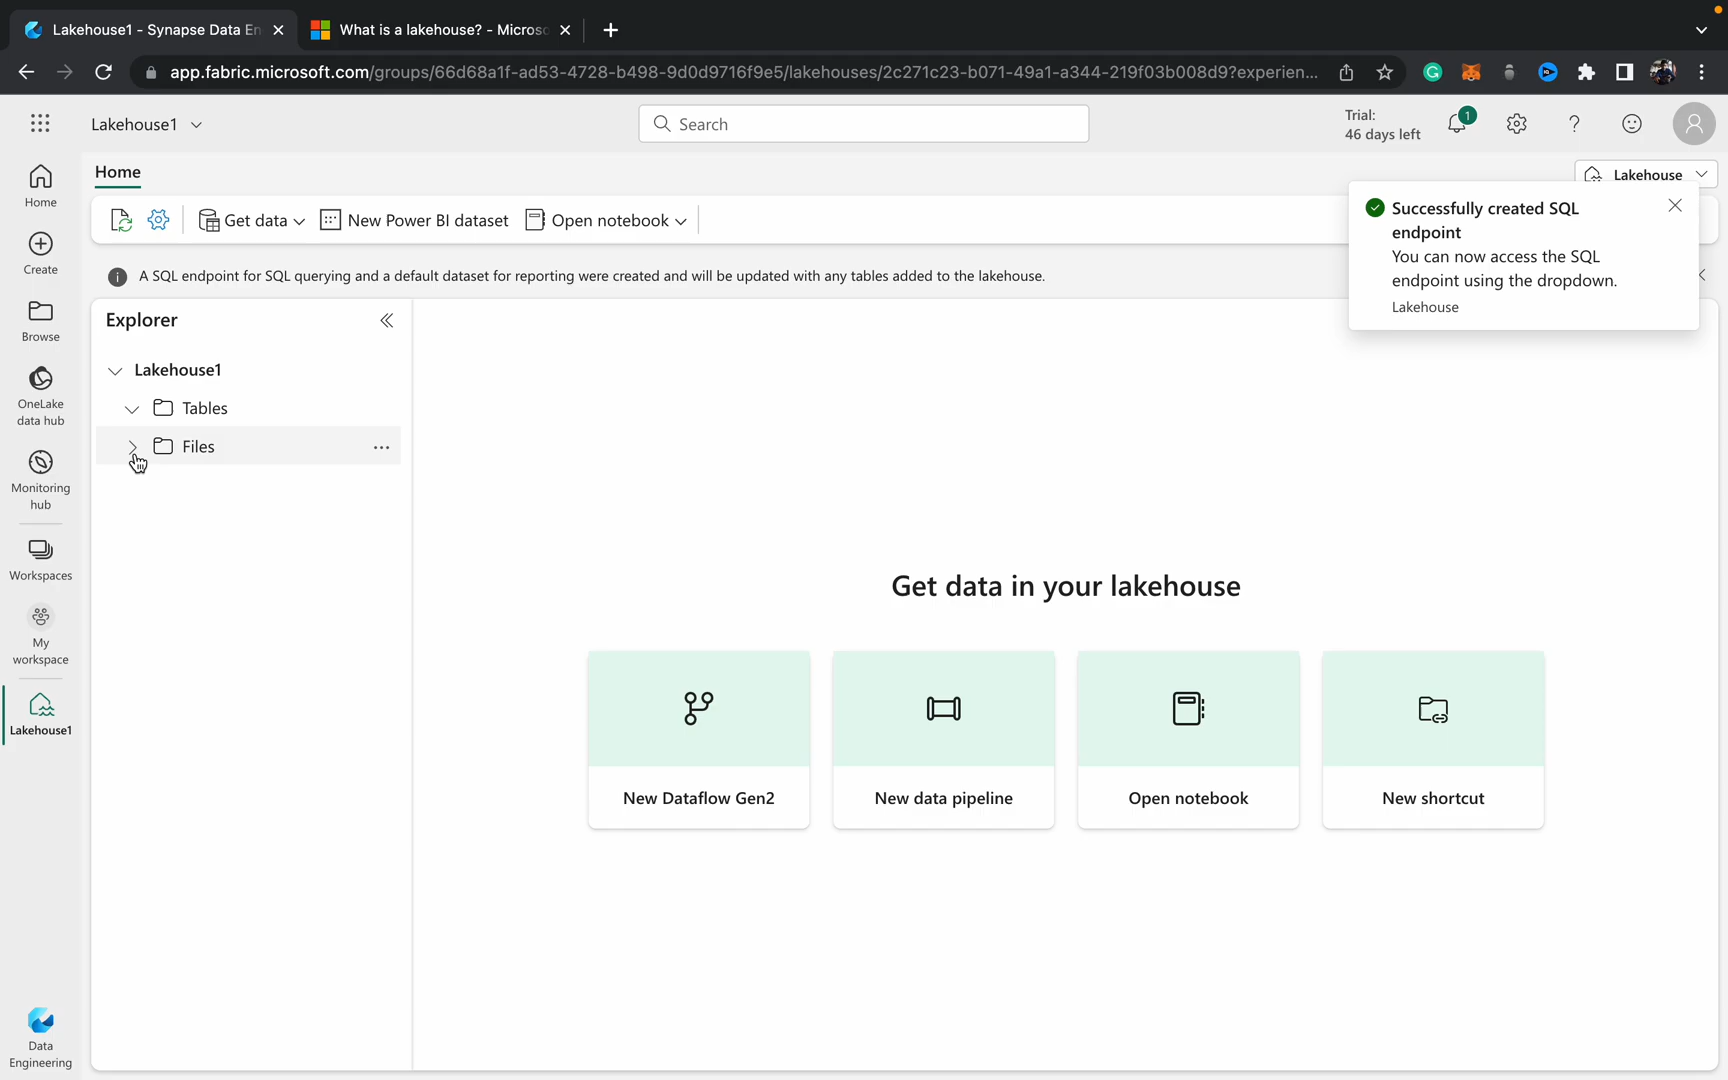 Lakehouse1 - Synapse Data En
What is a lakehouse? - Microso
app.fabric.microsoft.com/groups/66d68a1f-ad53-4728-b498-9d0d9716f9e5/lakehouses/2c271c23-b071-49a1-a344-219f03b008d9?experien...
Lakehouse1
Search
Trial:
46 days left
1
Home
Lakehouse
Get data
New Power BI dataset
Open notebook
Successfully created SQL
endpoint
You can now access the SQL
endpoint using the dropdown.
Lakehouse
A SQL endpoint for SQL querying and a default dataset for reporting were created and will be updated with any tables added to the lakehouse.
Home
Create
Browse
OneLake
data hub
Monitoring
hub
Workspaces
My
workspace
Lakehouse1
Data
Engineering
Explorer
Lakehouse1
Tables
Files
Get data in your lakehouse
New Dataflow Gen2
New data pipeline
Open notebook
New shortcut